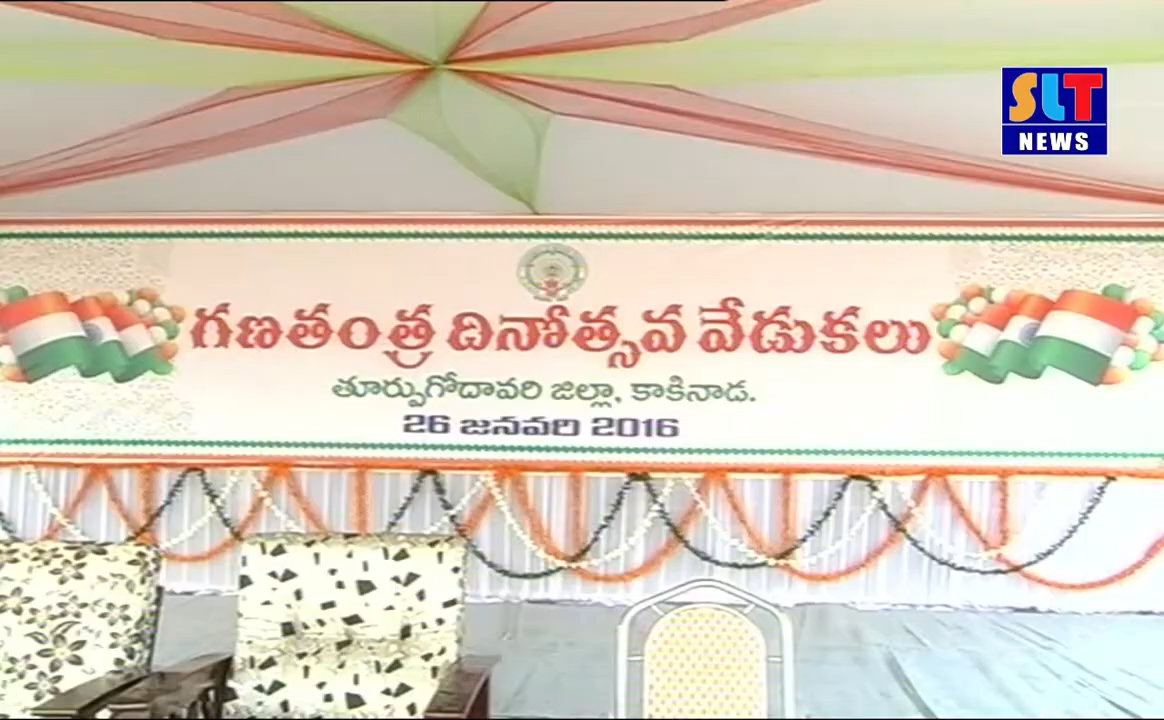 SLT
NEWS
గణతంత్ర దినోత్సవ వేడుకలు
తూర్పుగోదావరి జిల్లా, కాకినాడ.
26 జనవరి 2016